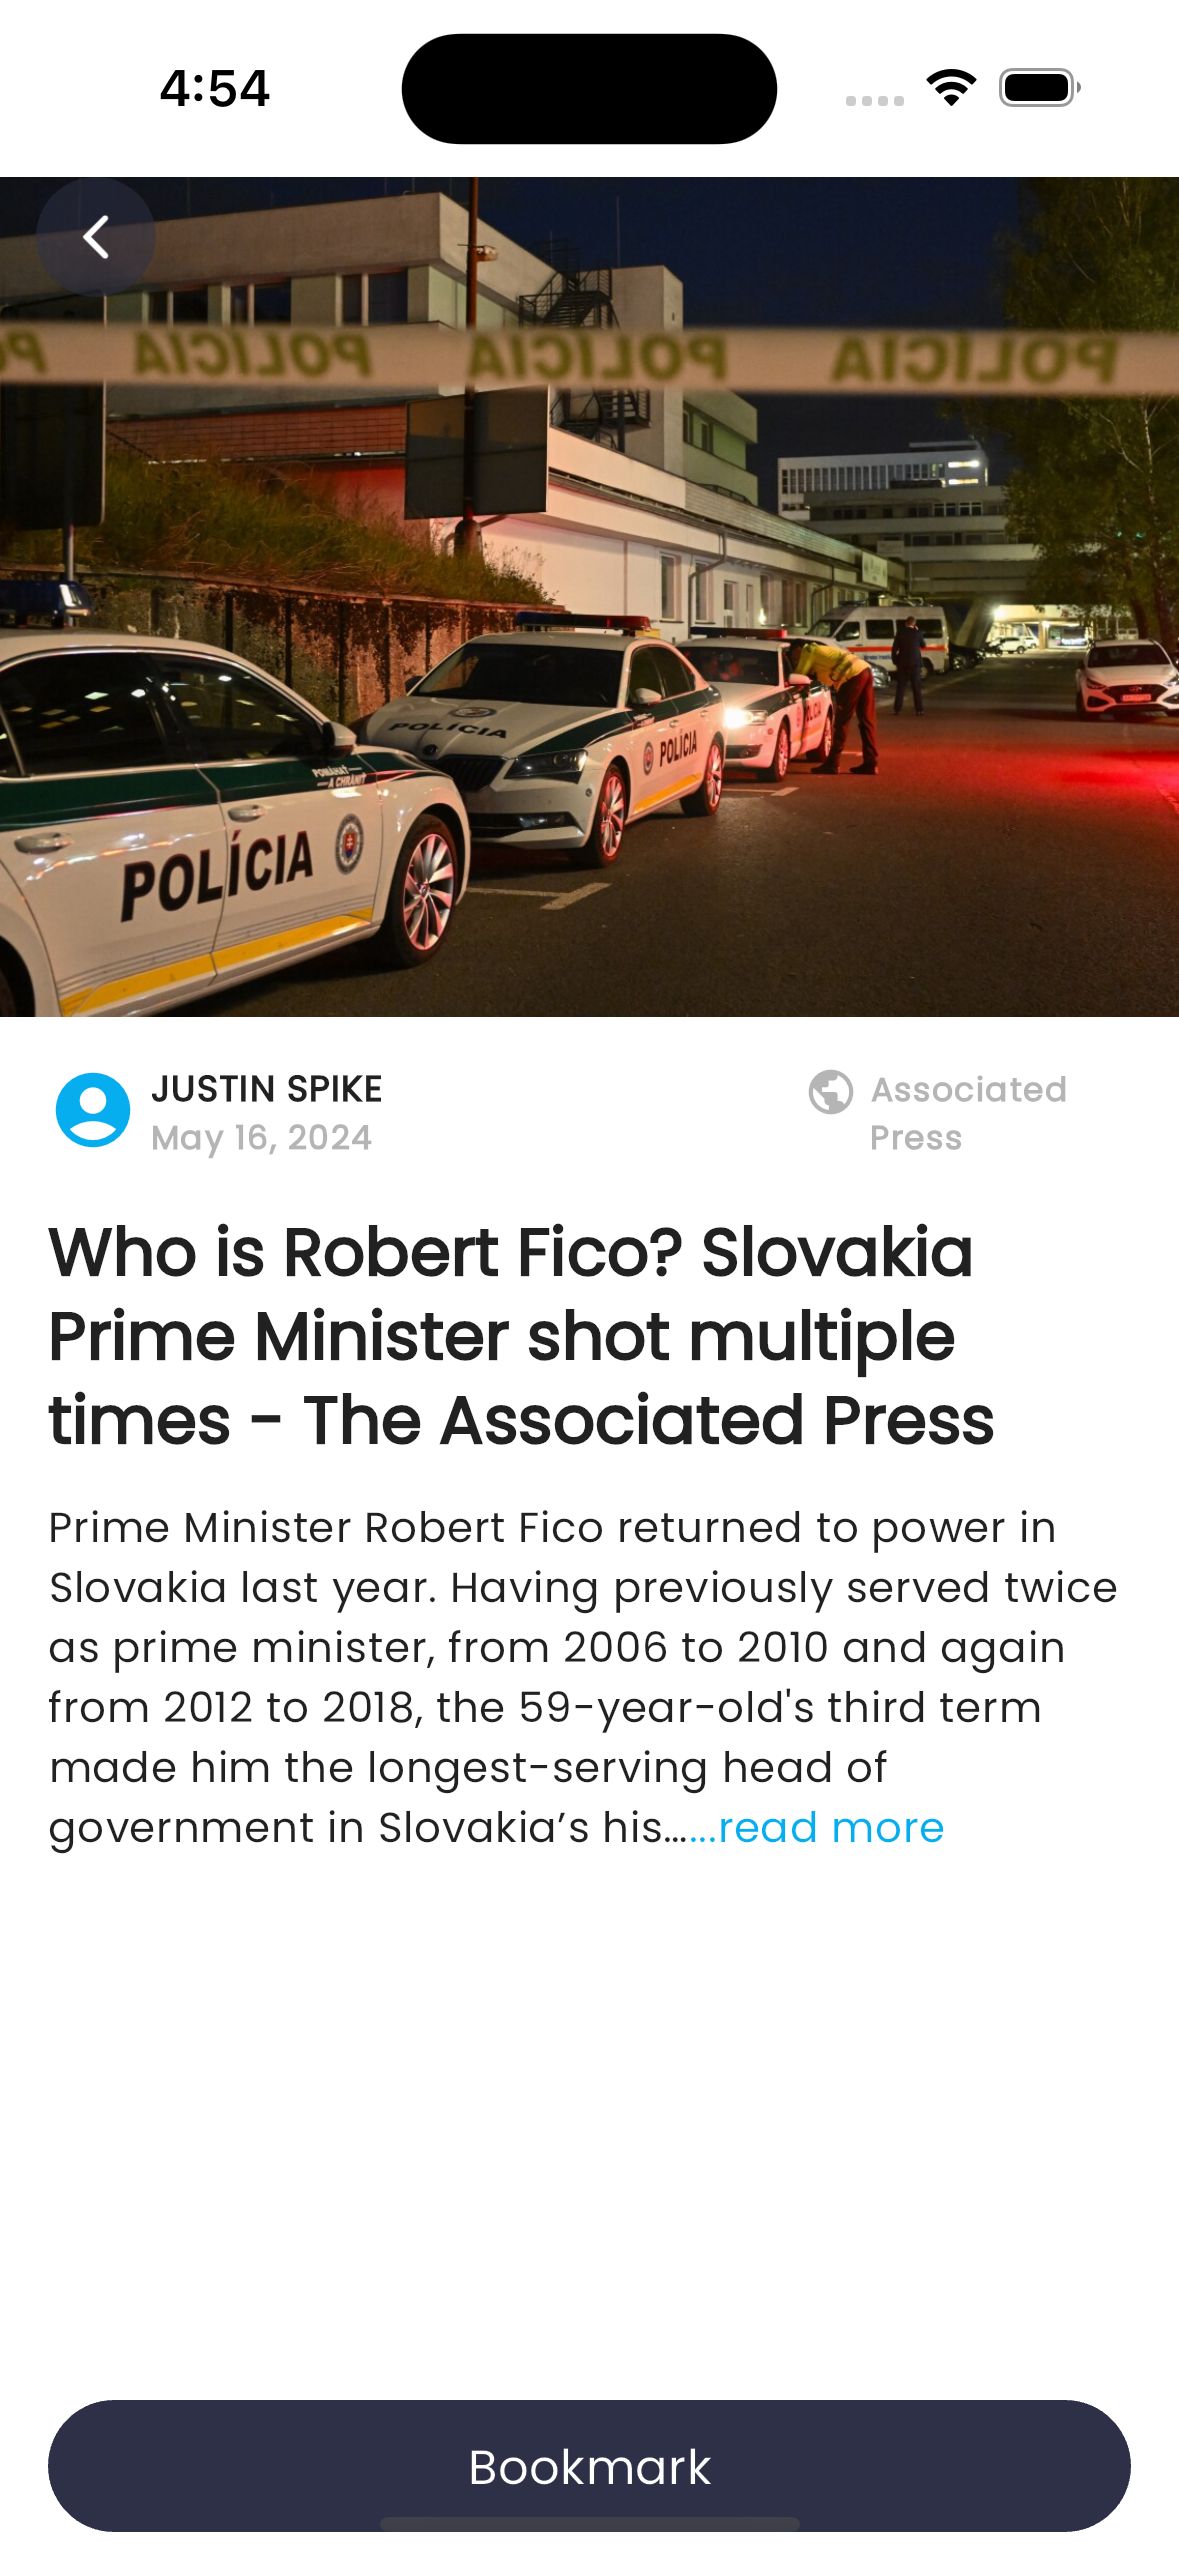 4:54
POLÍCIA POLÍCIA POLÍCIA
POLÍCIA
POLÍCIA
POMÁHAŤ
A CHRÁNIŤ
POLÍCIA
JUSTIN SPIKE
May 16, 2024
Associated
Press
Who is Robert Fico? Slovakia
Prime Minister shot multiple
times - The Associated Press
Prime Minister Robert Fico returned to power in
Slovakia last year. Having previously served twice
as prime minister, from 2006 to 2010 and again
from 2012 to 2018, the 59-year-old's third term
made him the longest-serving head of
government in Slovakia’s his……read more
Bookmark